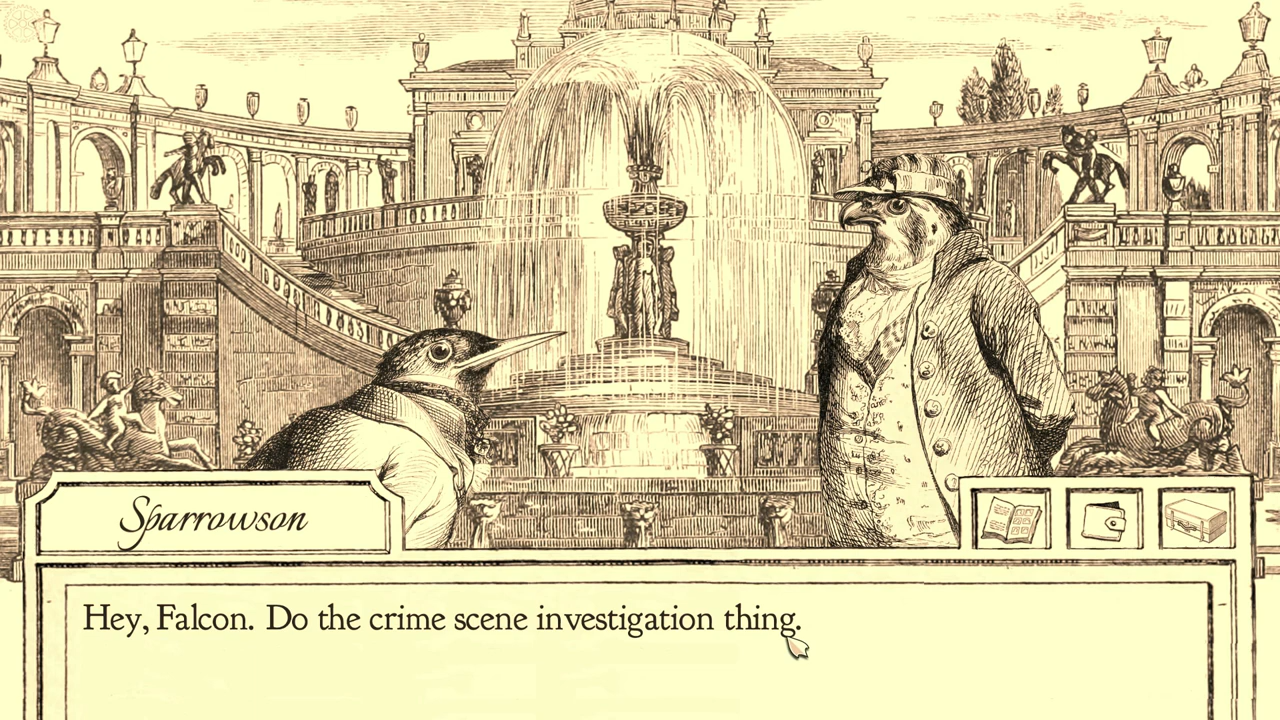 Sparrowson
Hey, Falcon. Do the crime scene investigation thing.